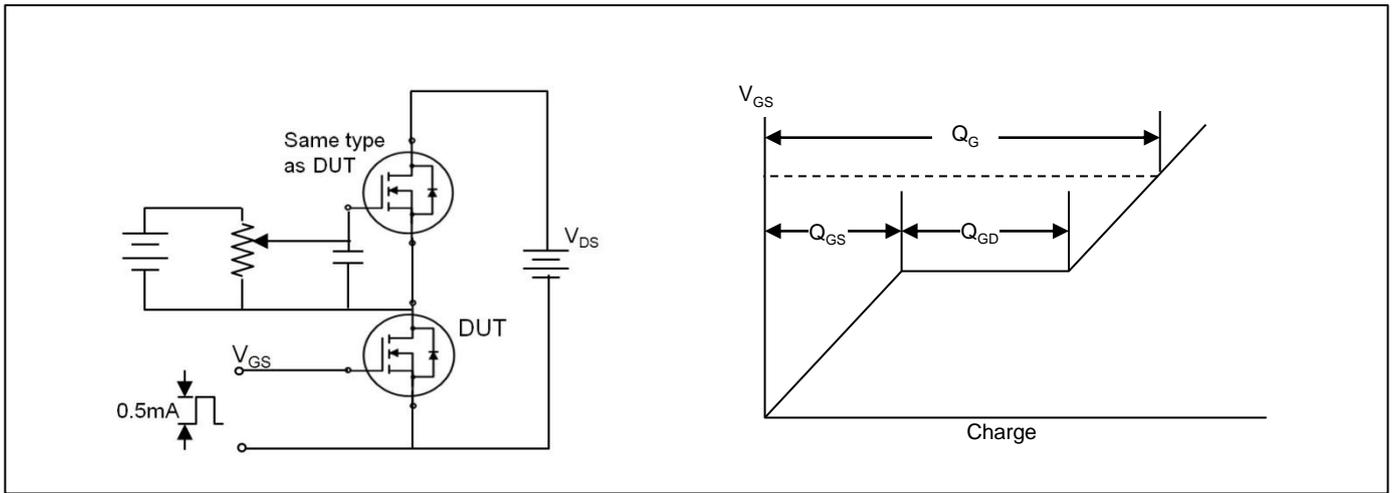 Same type
as DUT
V_DS
DUT
V_GS
0.5mA
V_GS
Q_G
Q_GS
Q_GD
Charge